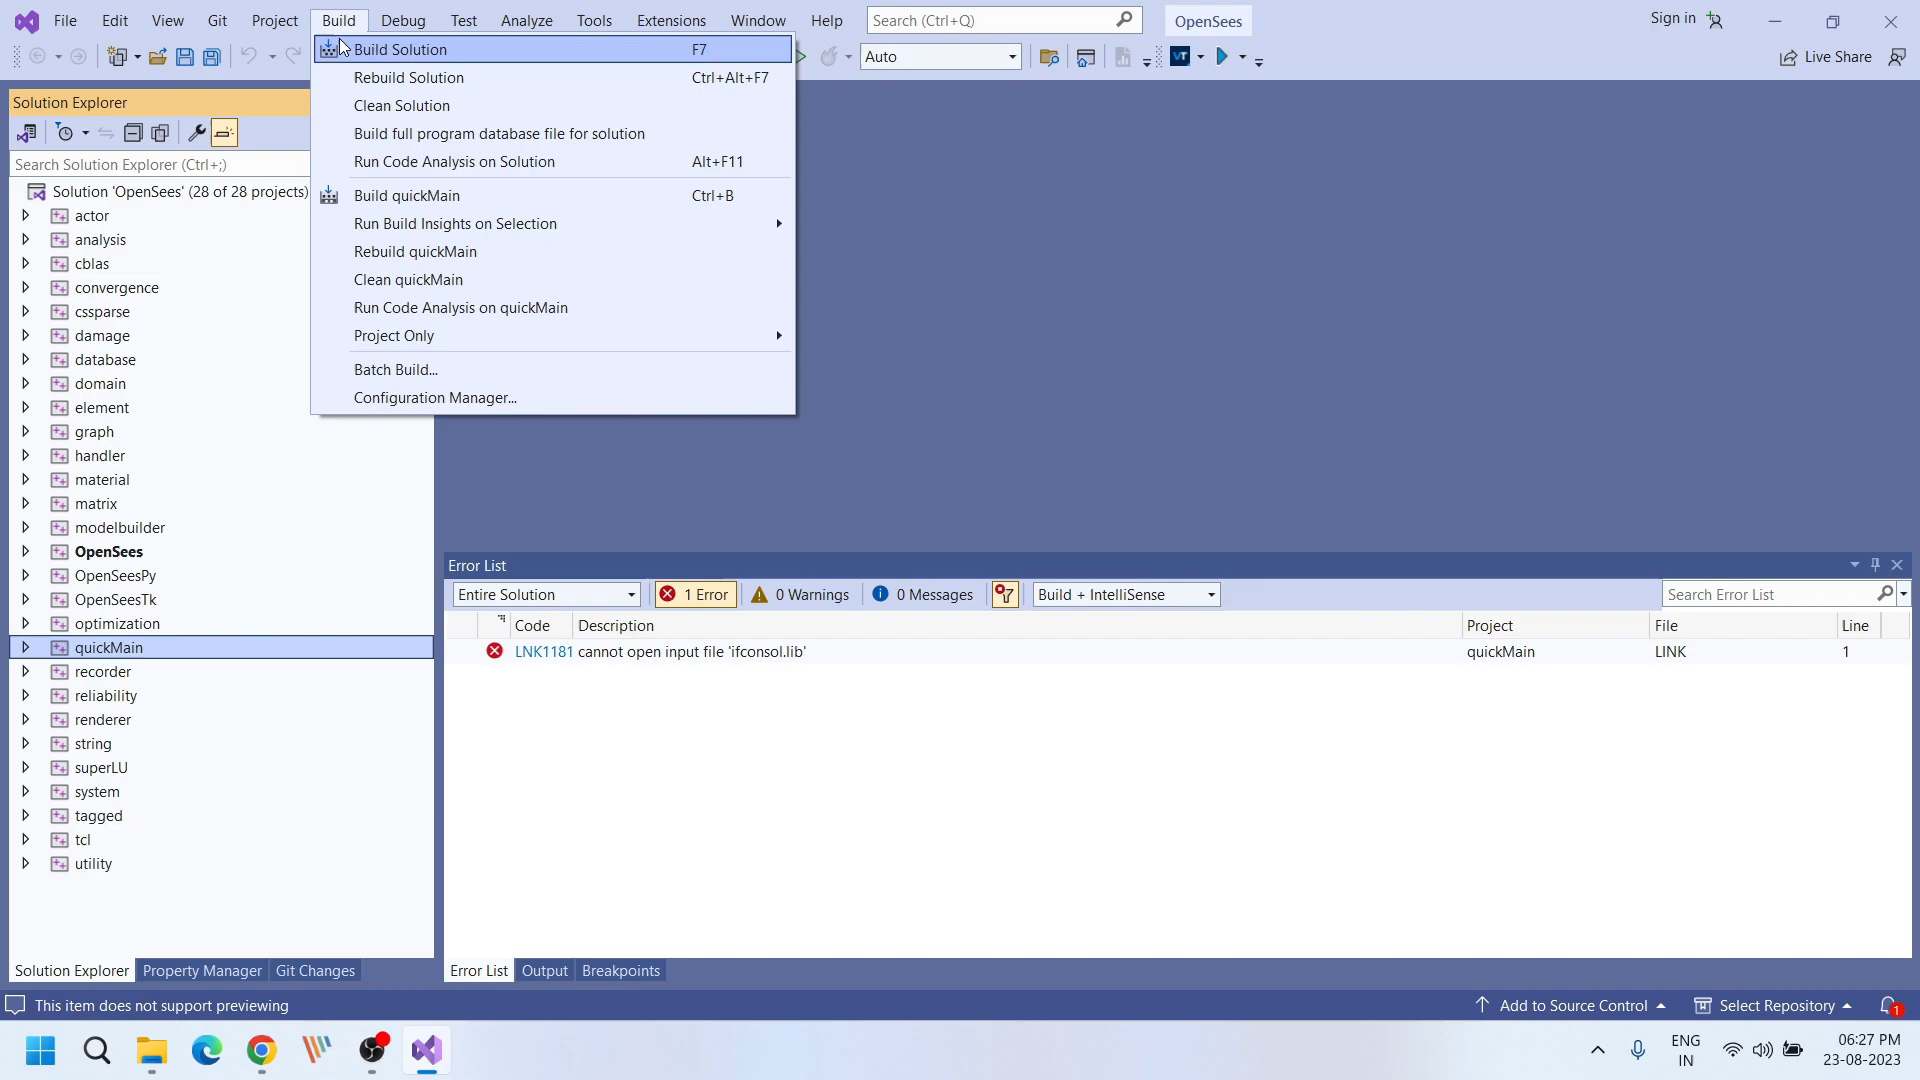 File Edit View Git Project Build Debug Test Analyze Tools Extensions Window Help Search (Ctrl+Q) OpenSees Sign in
Auto VT Live Share
Build Solution F7
Rebuild Solution Ctrl+Alt+F7
Clean Solution
Build full program database file for solution
Run Code Analysis on Solution Alt+F11
Build quickMain Ctrl+B
Run Build Insights on Selection
Rebuild quickMain
Clean quickMain
Run Code Analysis on quickMain
Project Only
Batch Build...
Configuration Manager...
Solution Explorer
Search Solution Explorer (Ctrl+;)
Solution 'OpenSees' (28 of 28 projects)
actor
analysis
cblas
convergence
cssparse
damage
database
domain
element
graph
handler
material
matrix
modelbuilder
OpenSees
OpenSeesPy
OpenSeesTk
optimization
quickMain
recorder
reliability
renderer
string
superLU
system
tagged
tcl
utility
Solution Explorer Property Manager Git Changes
Error List
Entire Solution 1 Error 0 Warnings 0 Messages Build + IntelliSense Search Error List
Code Description Project File Line
LNK1181 cannot open input file 'ifconsol.lib' quickMain LINK 1
Error List Output Breakpoints
This item does not support previewing Add to Source Control Select Repository 1
ENG
IN
06:27 PM
23-08-2023